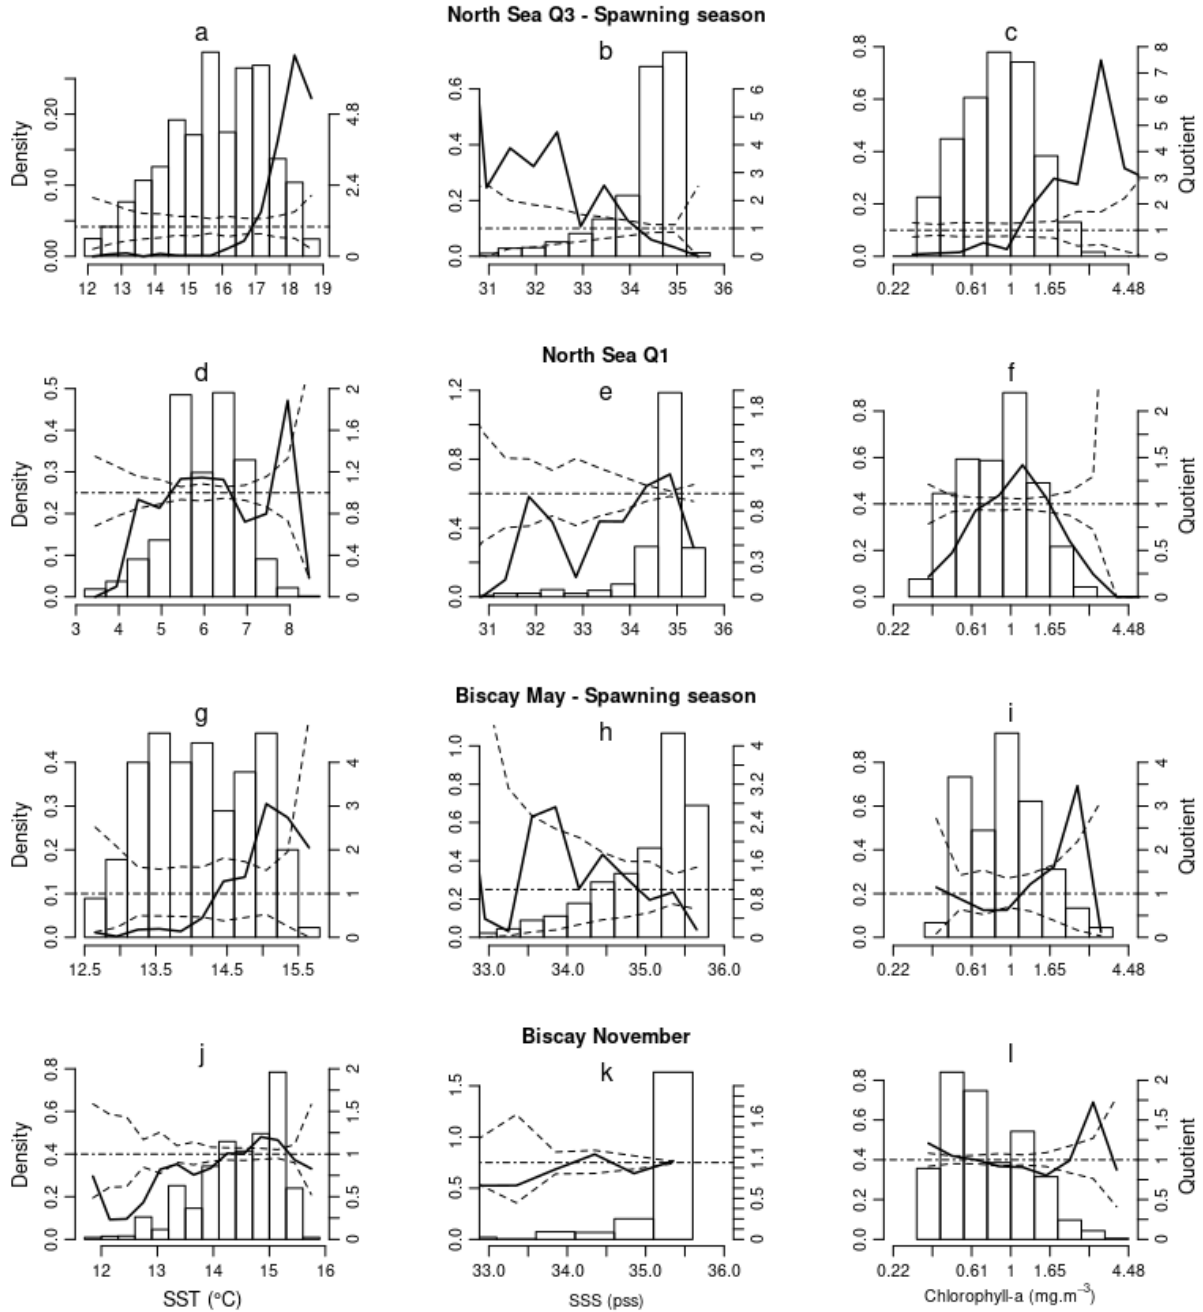 North Sea Q3 - Spawning season
a
b
c
Density
0.00
0.10
0.20
0
2.4
4.8
12 13 14 15 16 17 18 19
0.0
0.2
0.4
0.6
0 1 2 3 4 5 6
31 32 33 34 35 36
0.0
0.2
0.4
0.6
0.8
0 1 2 3 4 5 6 7 8
Quotient
0.22 0.61 1 1.65 4.48
North Sea Q1
d
e
f
Density
0.0 0.1 0.2 0.3 0.4 0.5
0 0.4 0.8 1.2 1.6 2
3 4 5 6 7 8
0.0 0.4 0.8 1.2
0 0.3 0.8 1.3 1.8
31 32 33 34 35 36
0.0 0.2 0.4 0.6 0.8
0 0.5 1 1.5 2
Quotient
0.22 0.61 1 1.65 4.48
Biscay May - Spawning season
g
h
i
Density
0.0 0.1 0.2 0.3 0.4
0 1 2 3 4
12.5 13.5 14.5 15.5
0.0 0.2 0.4 0.6 0.8 1.0
0 0.8 1.6 2.4 3.2 4
33.0 34.0 35.0 36.0
0.0 0.2 0.4 0.6 0.8
0 1 2 3 4
Quotient
0.22 0.61 1 1.65 4.48
Biscay November
j
k
l
Density
0.0 0.2 0.4 0.6 0.8
0 0.5 1 1.5 2
12 13 14 15 16
SST (°C)
0.0 0.5 1.0 1.5
0 0.5 1.1 1.6
33.0 34.0 35.0 36.0
SSS (pss)
0.0 0.2 0.4 0.6 0.8
0 0.5 1 1.5 2
Quotient
0.22 0.61 1 1.65 4.48
Chlorophyll-a (mg.m⁻³)